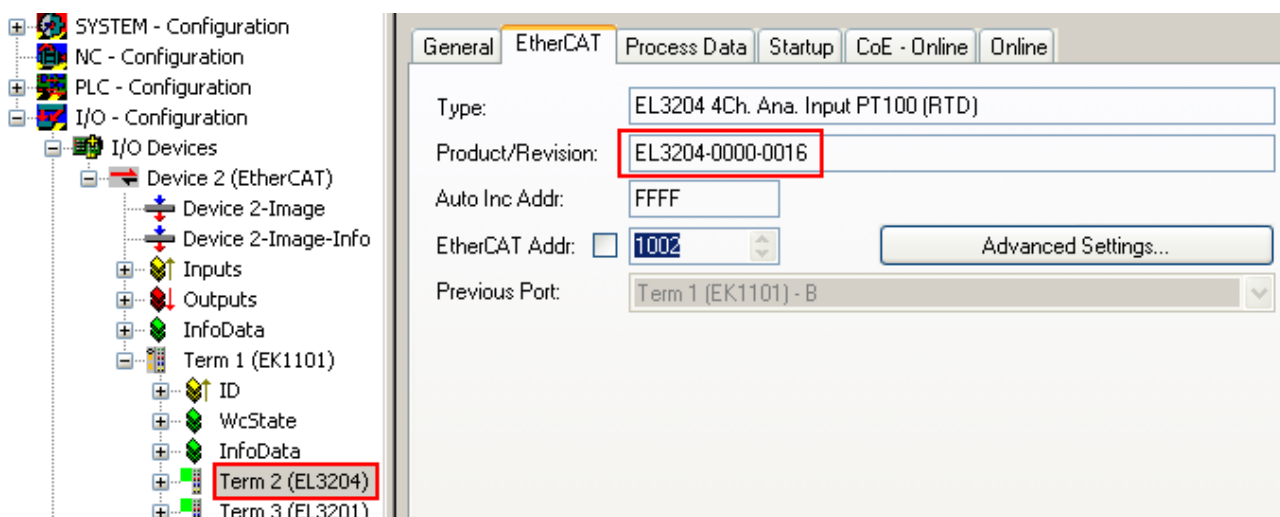 SYSTEM - Configuration
NC - Configuration
PLC - Configuration
I/O - Configuration
I/O Devices
Device 2 (EtherCAT)
Device 2-Image
Device 2-Image-Info
Inputs
Outputs
InfoData
Term 1 (EK1101)
ID
WcState
InfoData
Term 2 (EL3204)
Term 3 (EL3201)
General EtherCAT Process Data Startup CoE - Online Online
Type: EL3204 4Ch. Ana. Input PT100 (RTD)
Product/Revision: EL3204-0000-0016
Auto Inc Addr: FFFF
EtherCAT Addr: 1002 Advanced Settings...
Previous Port: Term 1 (EK1101) - B